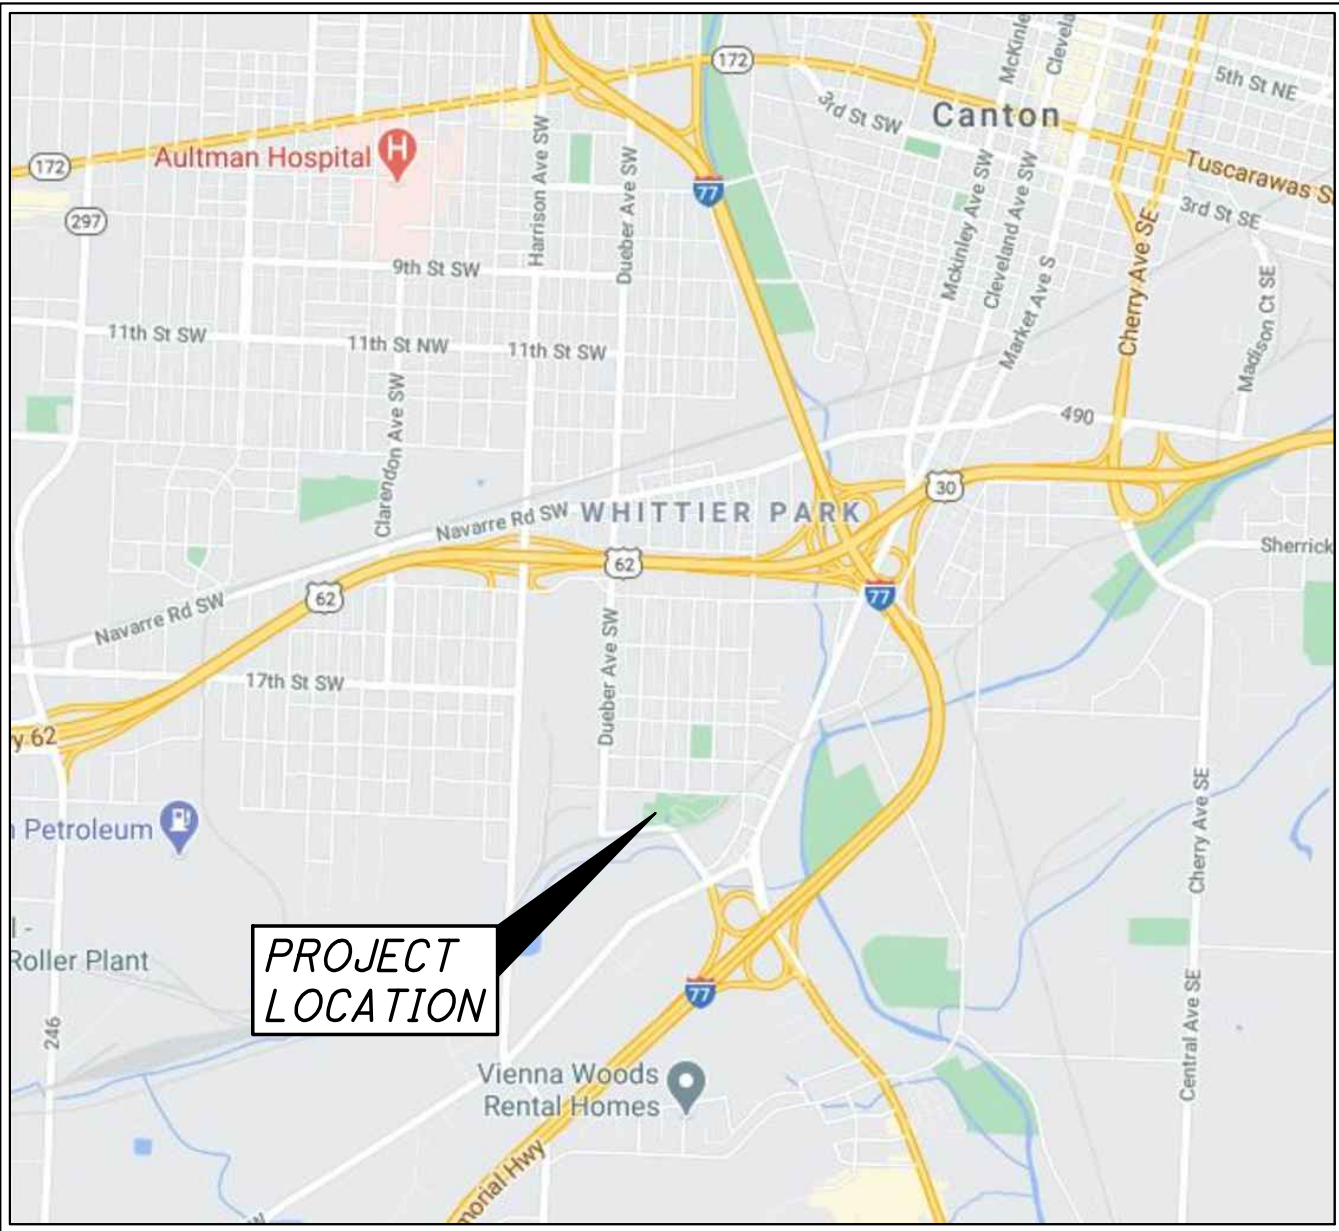 McKinle
Clevela
172
5th St NE
3rd St SW
Canton
Aultman Hospital
H
172
Tuscarawas S
77
297
3rd St SE
Harrison Ave SW
Dueber Ave SW
Mckinley Ave SW
Cleveland Ave SW
Market Ave S
Cherry Ave SE
Madison Ct SE
9th St SW
11th St SW
11th St NW
11th St SW
Clarendon Ave SW
490
30
Navarre Rd SW
WHITTIER PARK
Sherrick
62
62
77
Navarre Rd SW
17th St SW
Dueber Ave SW
y 62
Petroleum
Cherry Ave SE
PROJECT
LOCATION
l -
Roller Plant
77
246
Central Ave SE
Vienna Woods
Rental Homes
morial Hwy
W